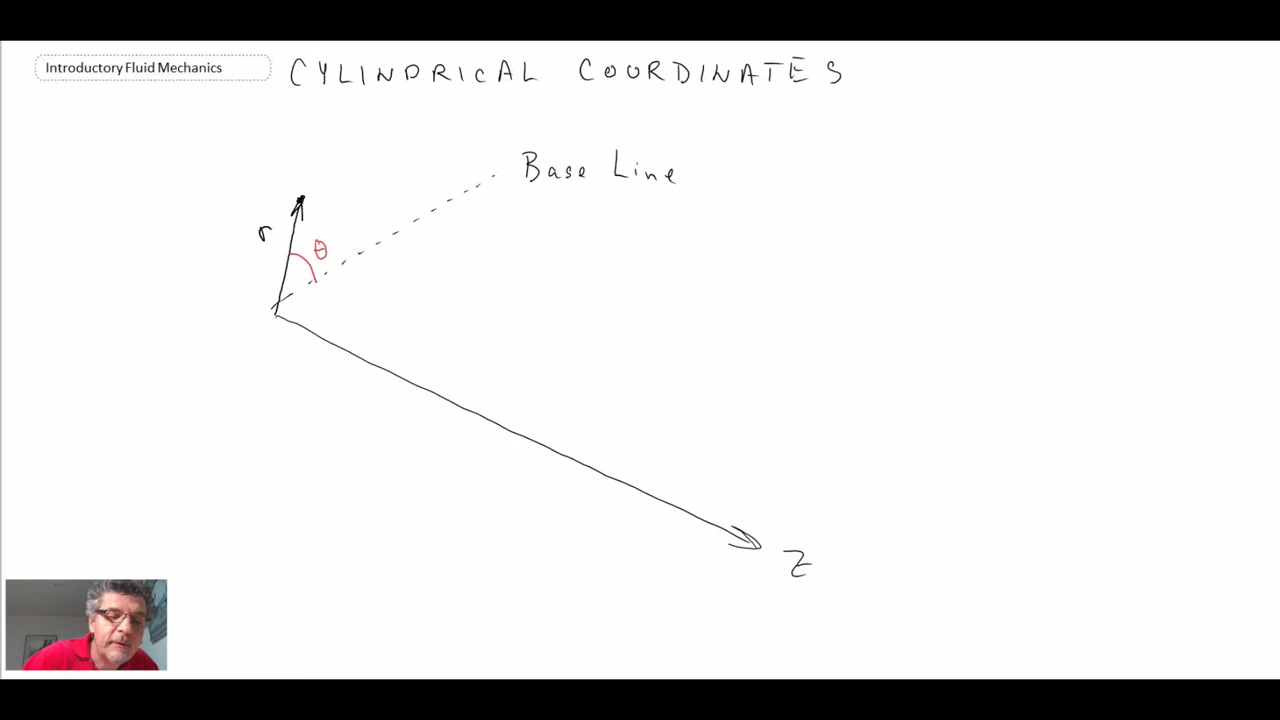 Introductory Fluid Mechanics
CYLINDRICAL COORDINATES
Base Line
r
θ
z